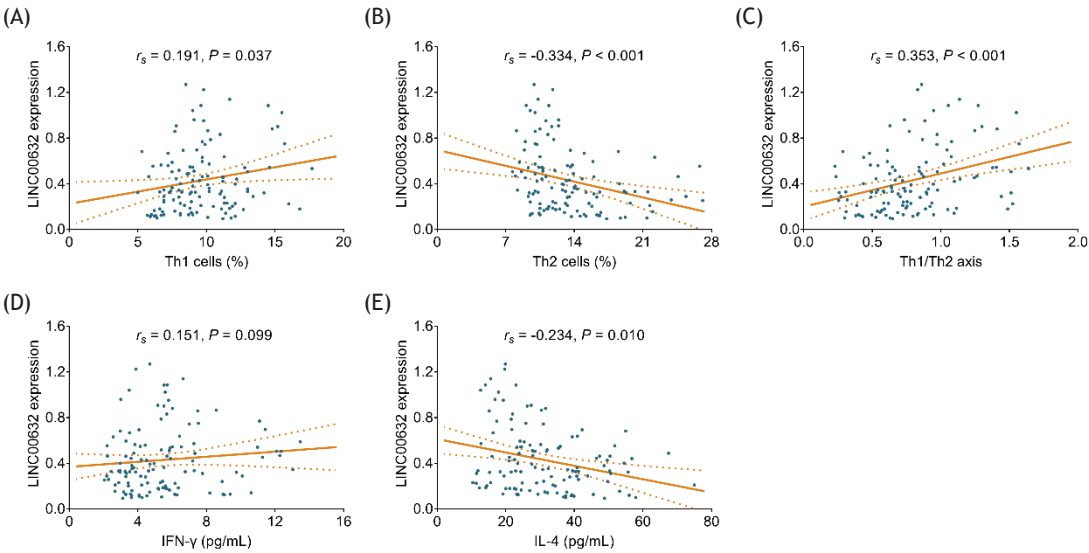 (A)
r_s = 0.191, P = 0.037
LINC00632 expression
1.6
1.2
0.8
0.4
0.0
0
5
10
15
20
Th1 cells (%)
(B)
r_s = -0.334, P < 0.001
LINC00632 expression
1.6
1.2
0.8
0.4
0.0
0
7
14
21
28
Th2 cells (%)
(C)
r_s = 0.353, P < 0.001
LINC00632 expression
1.6
1.2
0.8
0.4
0.0
0.0
0.5
1.0
1.5
2.0
Th1/Th2 axis
(D)
r_s = 0.151, P = 0.099
LINC00632 expression
1.6
1.2
0.8
0.4
0.0
0
4
8
12
16
IFN-γ (pg/mL)
(E)
r_s = -0.234, P = 0.010
LINC00632 expression
1.6
1.2
0.8
0.4
0.0
0
20
40
60
80
IL-4 (pg/mL)